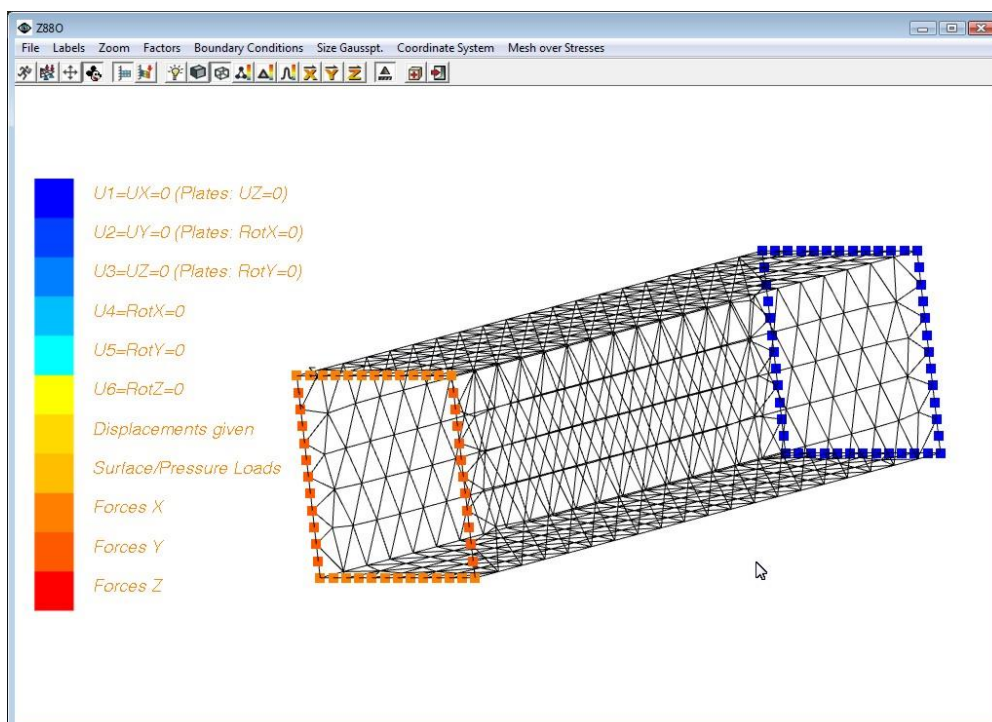 Z88O
File Labels Zoom Factors Boundary Conditions Size Gausspt. Coordinate System Mesh over Stresses
X Y Z
U1=UX=0 (Plates: UZ=0)
U2=UY=0 (Plates: RotX=0)
U3=UZ=0 (Plates: RotY=0)
U4=RotX=0
U5=RotY=0
U6=RotZ=0
Displacements given
Surlace/Pressure Loads
Forces X
Forces Y
Forces Z